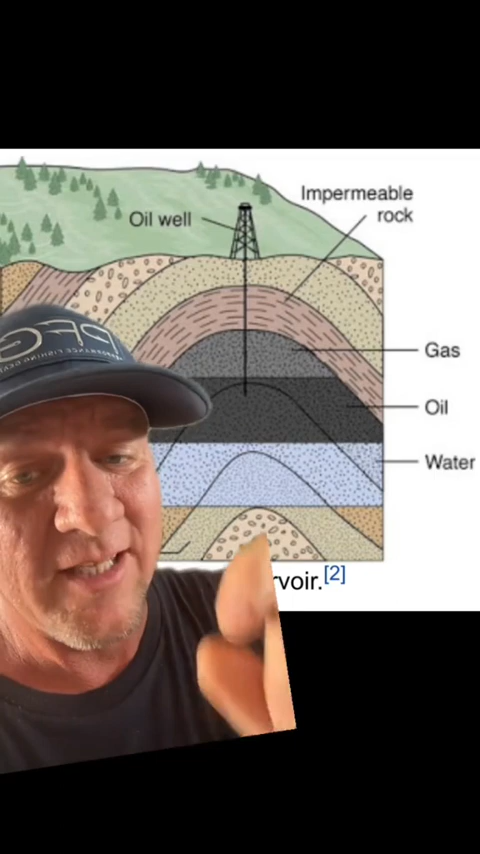 Impermeable
rock
Oil well
Gas
Oil
Water
rvoir.[2]